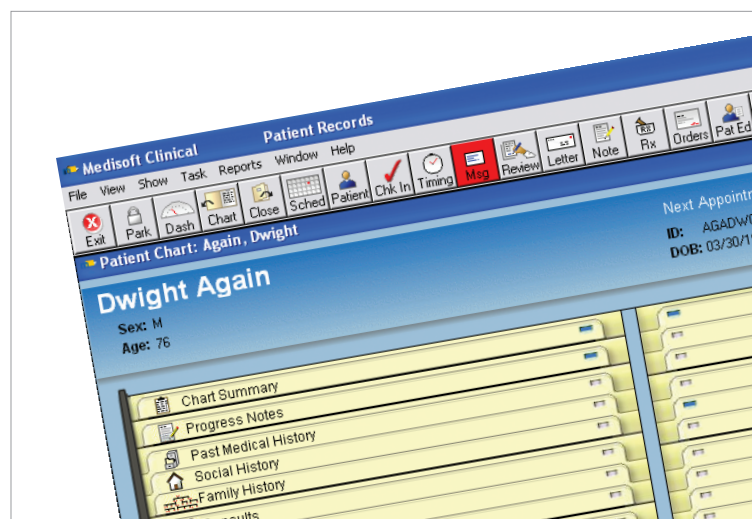 Medisoft Clinical Patient Records
File View Show Task Reports Window Help
Exit Park Dash Chart Close Sched Patient Chk In Timing Msg Review Letter Note Rx Orders Pat Ed
Patient Chart: Again, Dwight
Dwight Again
Sex: M
Age: 76
Next Appointm
ID: AGADW0
DOB: 03/30/1
Chart Summary
Progress Notes
Past Medical History
Social History
Family History